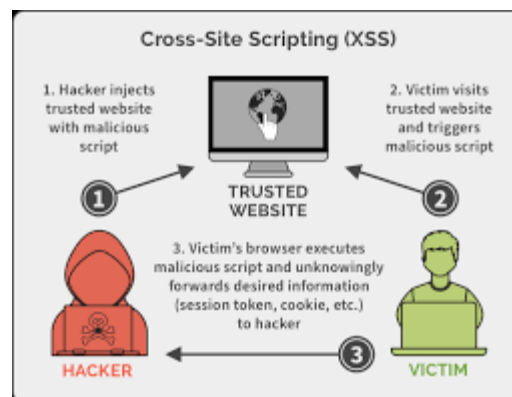 Cross-Site Scripting (XSS)
1. Hacker injects
trusted website
with malicious
script
2. Victim visits
trusted website
and triggers
malicious script
1
TRUSTED
WEBSITE
2
3. Victim's browser executes
malicious script and unknowingly
forwards desired information
(session token, cookie, etc.)
to hacker
3
HACKER
VICTIM